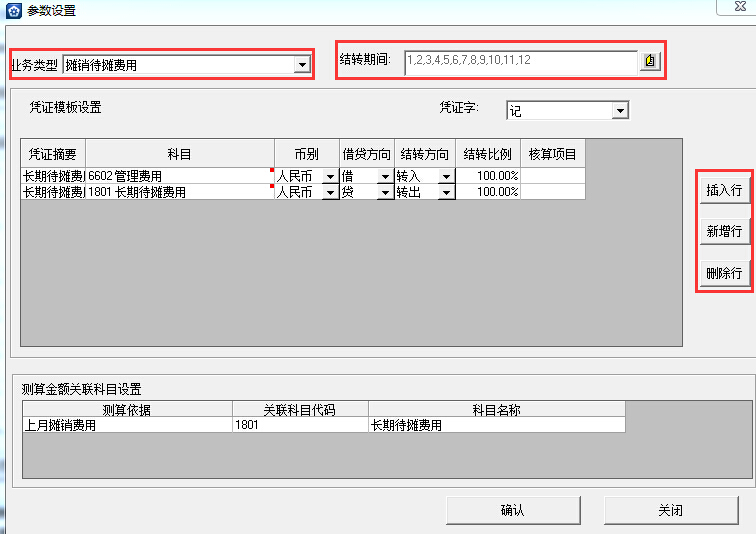 参数设置
业务类型 摊销待摊费用 结转期间: 1,2,3,4,5,6,7,8,9,10,11,12
凭证模板设置 凭证字: 记
凭证摘要 科目 币别 借贷方向 结转方向 结转比例 核算项目
长期待摊费 6602 管理费用 人民币 借 转入 100.00%
长期待摊费 1801 长期待摊费用 人民币 贷 转出 100.00%
插入行
新增行
删除行
测算金额关联科目设置
测算依据 关联科目代码 科目名称
上月摊销费用 1801 长期待摊费用
确认 关闭